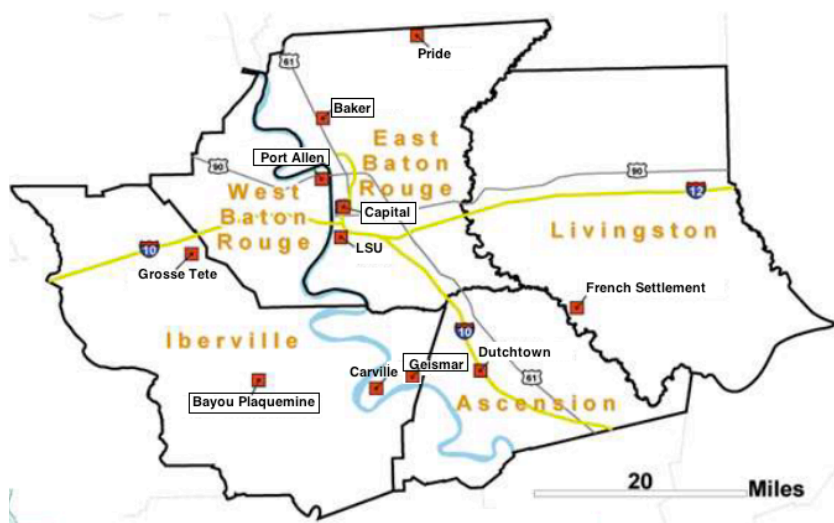 61
Pride
Baker
East
Baton
Rouge
Port Allen
90
90
West
Baton
Rouge
Capital
12
Livingston
10
LSU
Grosse Tete
French Settlement
10
Iberville
Geismar
Dutchtown
Carville
61
Bayou Plaquemine
Ascension
20
Miles